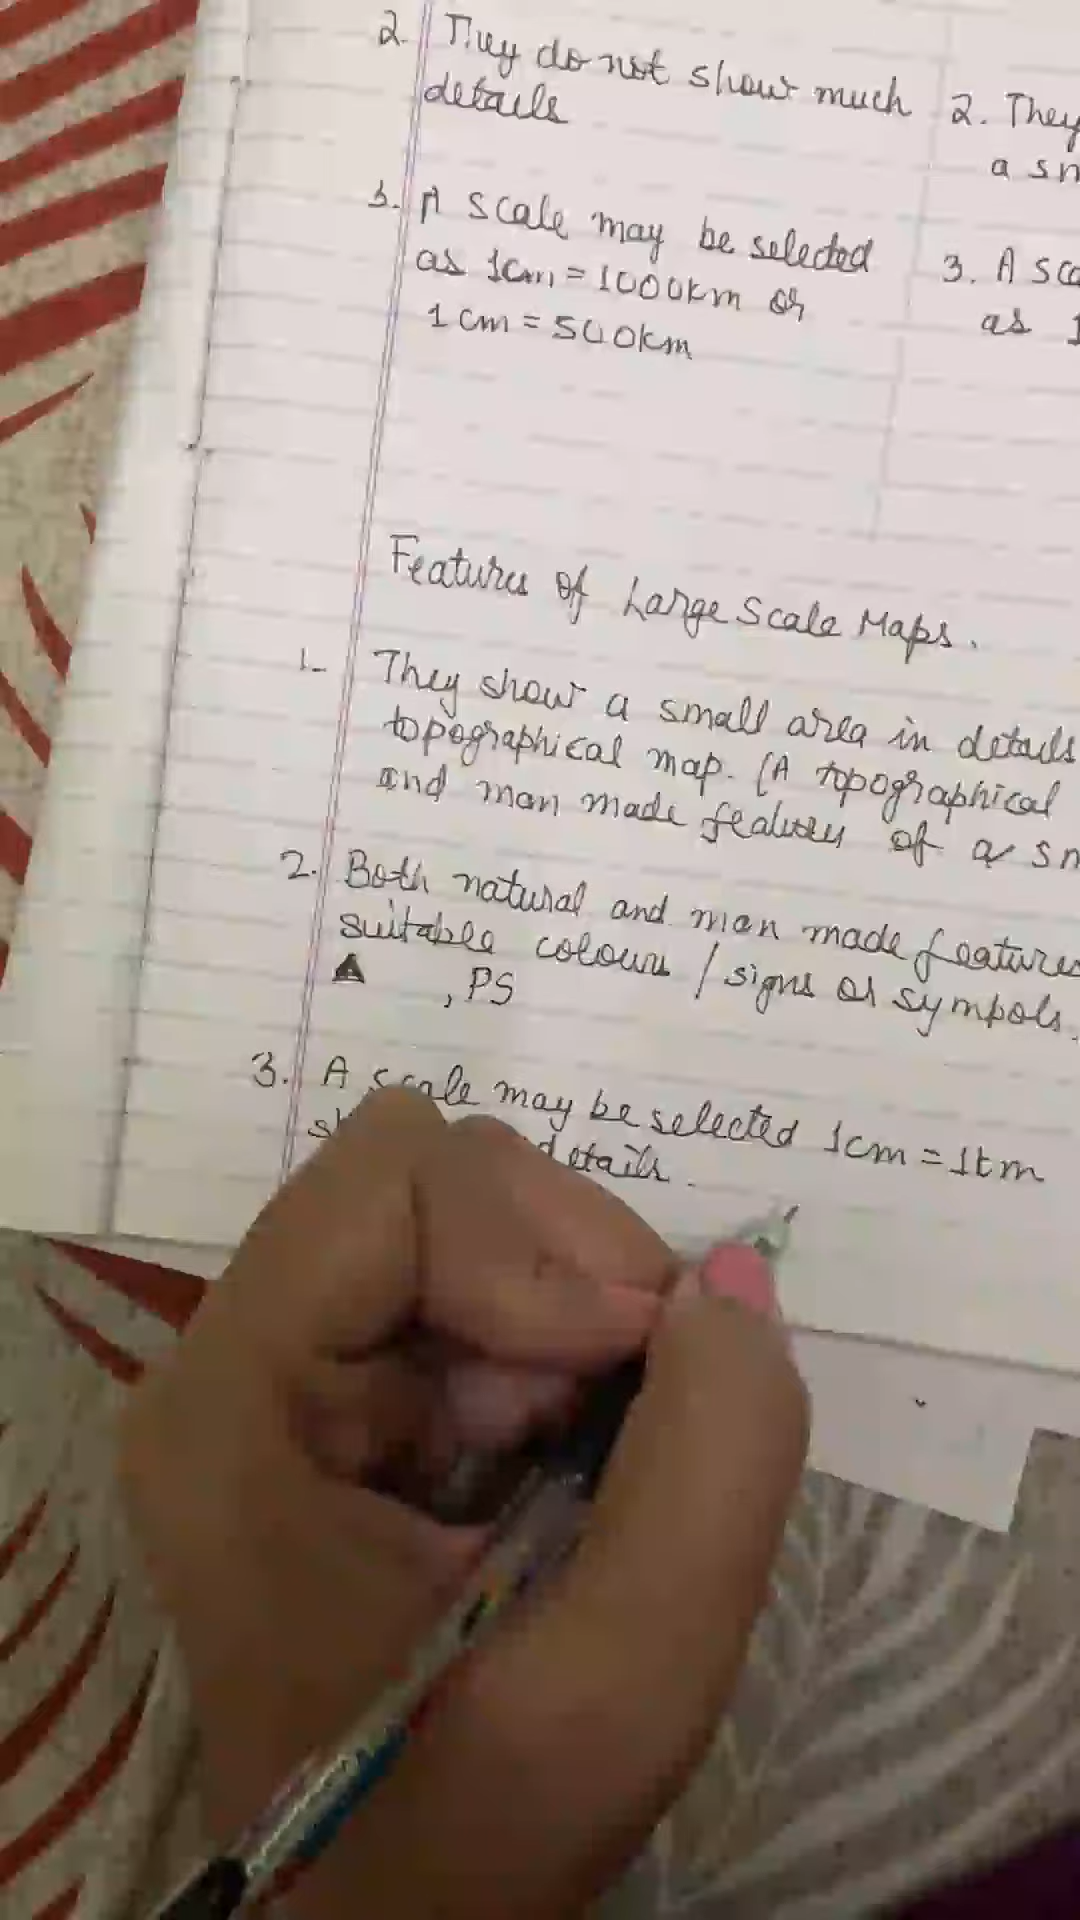 2. They do not show much
details
3. A scale may be selected
as 1cm = 1000km or
1 cm = 500km
2. They
a sm
3. A sca
as 1
Features of Large Scale Maps.
1- They show a small area in details
topographical map. (A topographical
and man made features of a sm
2. Both natural and man made features
suitable colours / signs or symbols.
, PS
3. A scale may be selected 1cm = 1tm
details.